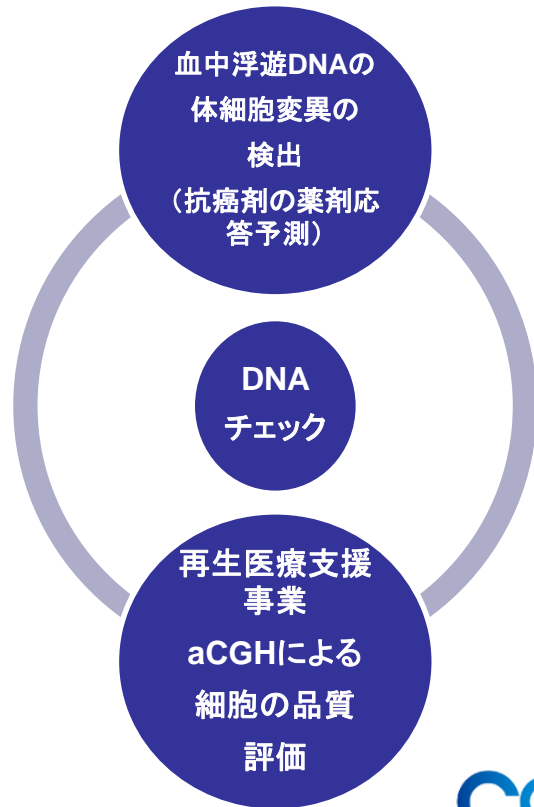 血中浮遊DNAの
体細胞変異の
検出
（抗癌剤の薬剤応
答予測）
DNA
チェック
再生医療支援
事業
aCGHによる
細胞の品質
評価